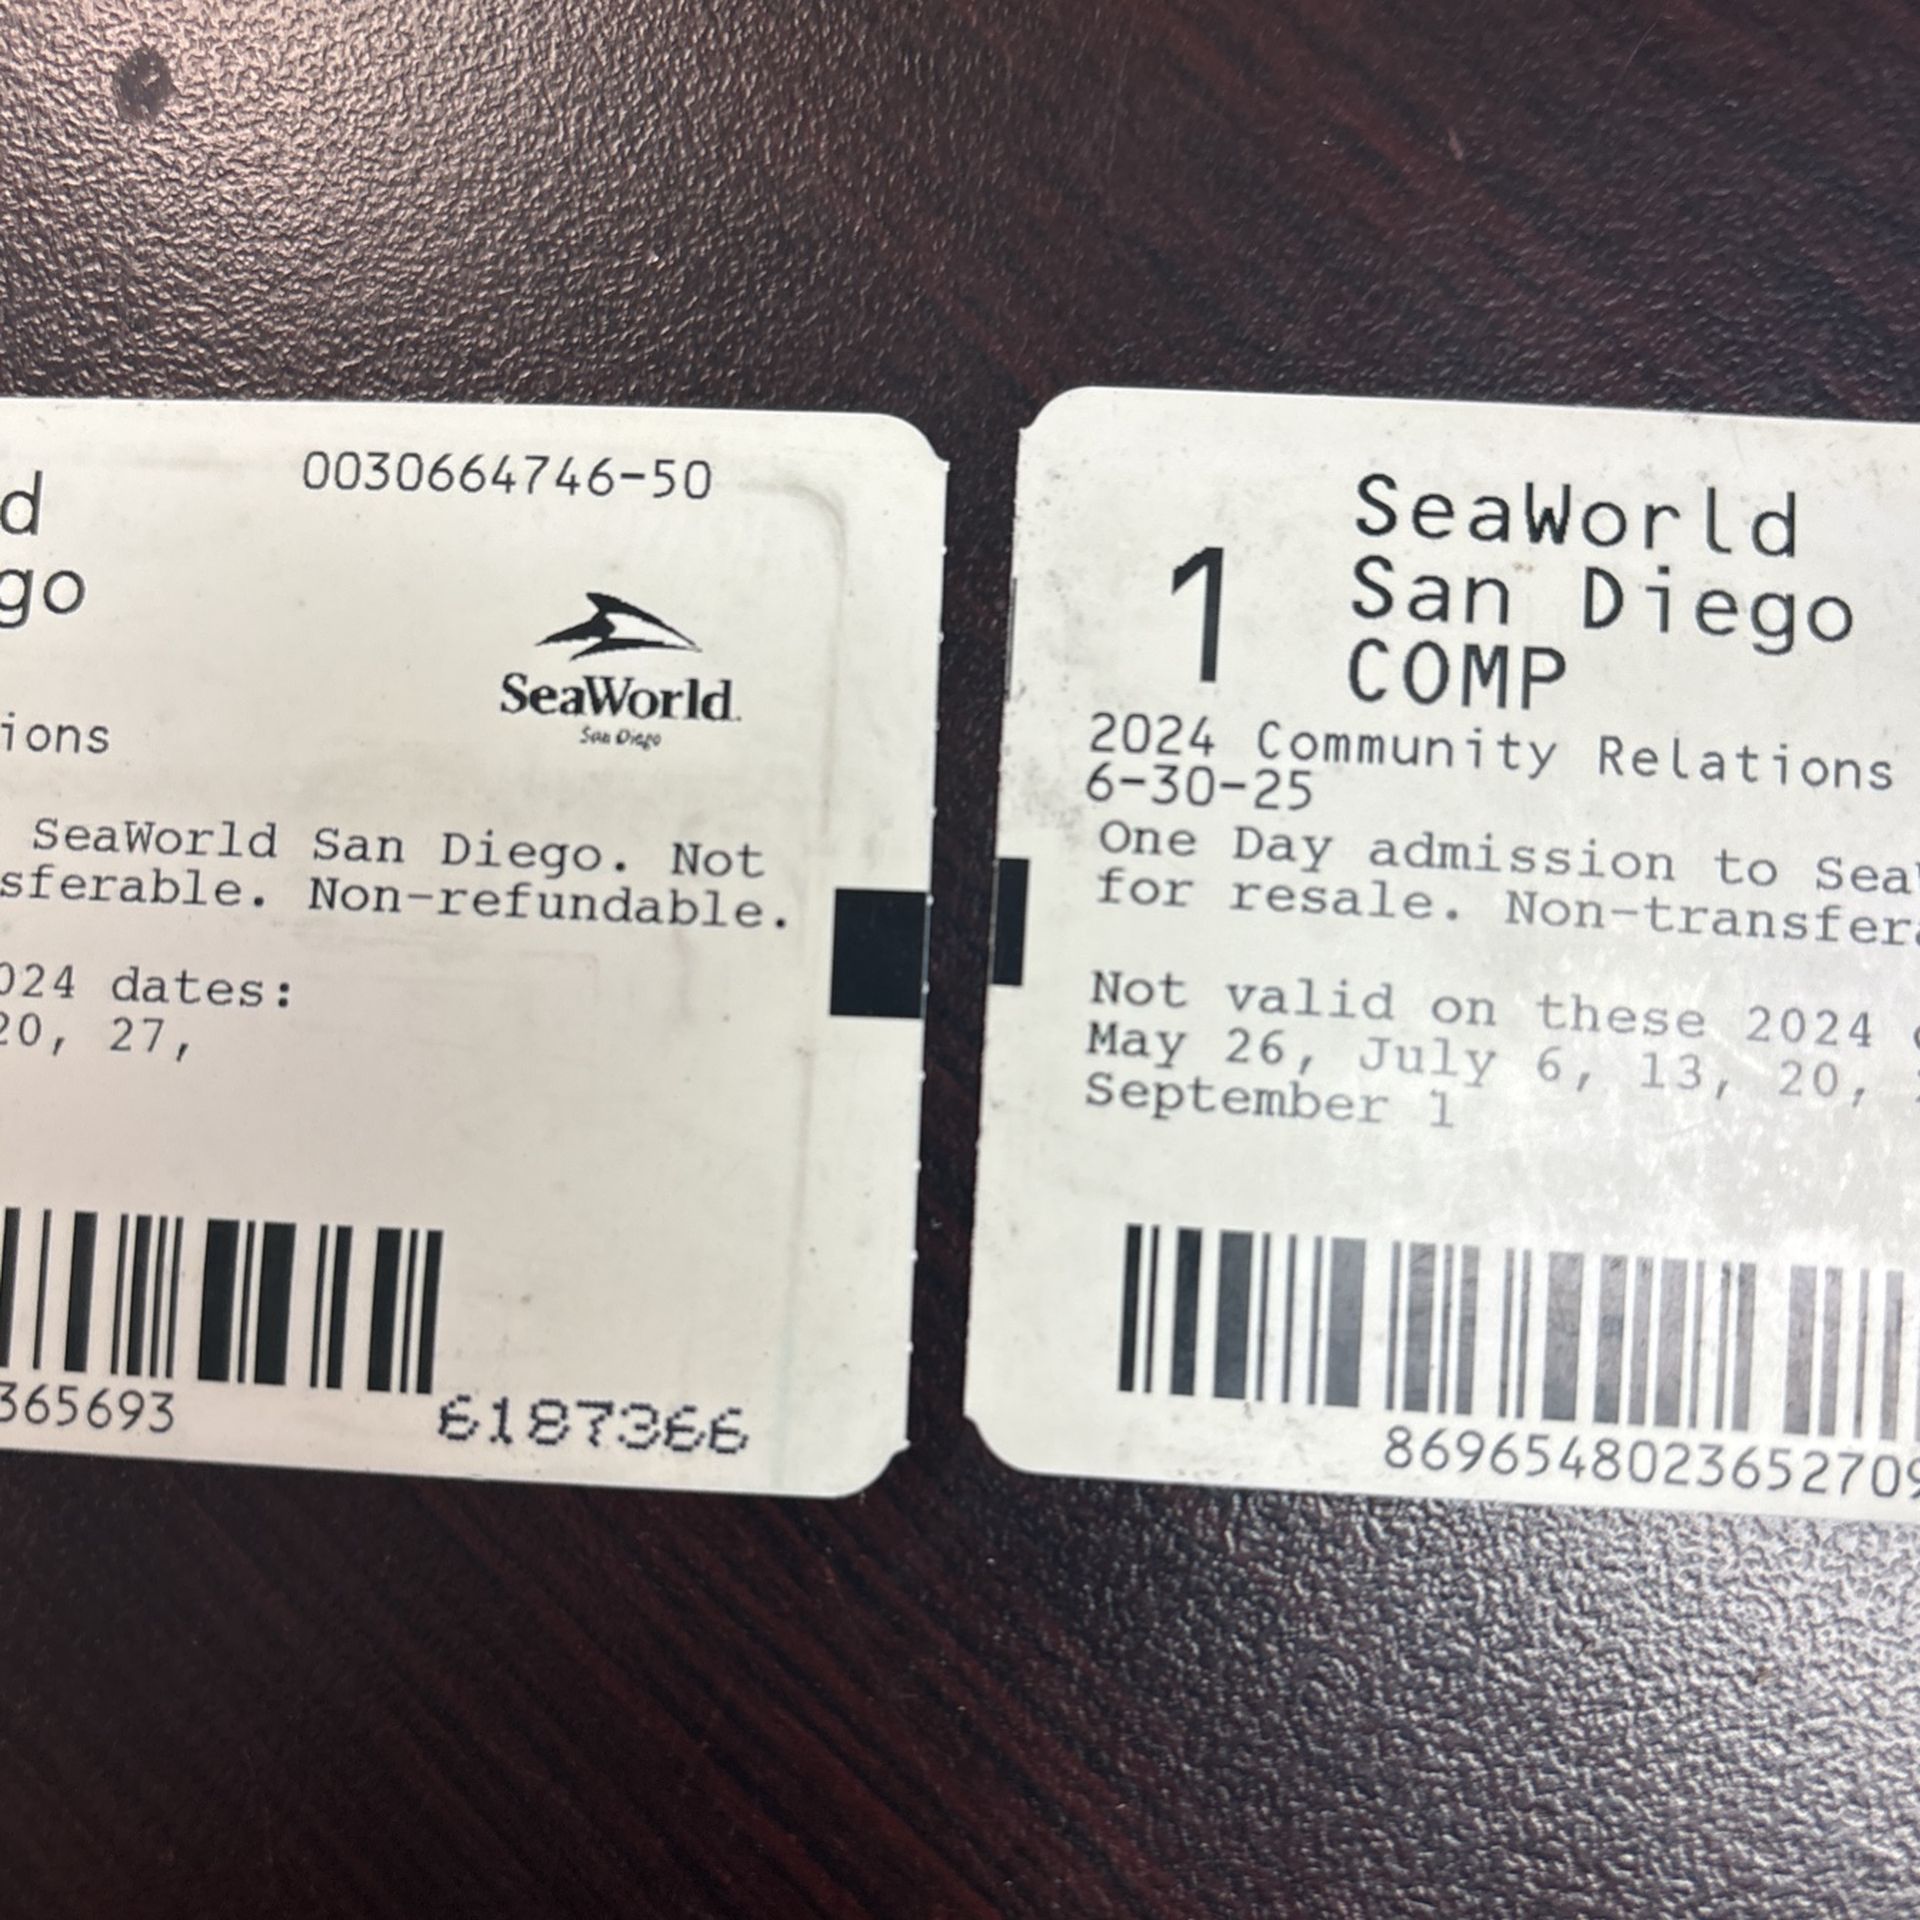 0030664746-50
d
go
SeaWorld
San Diego
ions
SeaWorld San Diego. Not
sferable. Non-refundable.
024 dates:
20, 27,
365693
6187366
1
SeaWorld
San Diego
COMP
2024 Community Relations
6-30-25
One Day admission to Sea
for resale. Non-transfera
Not valid on these 2024
May 26, July 6, 13, 20,
September 1
8696548023652709